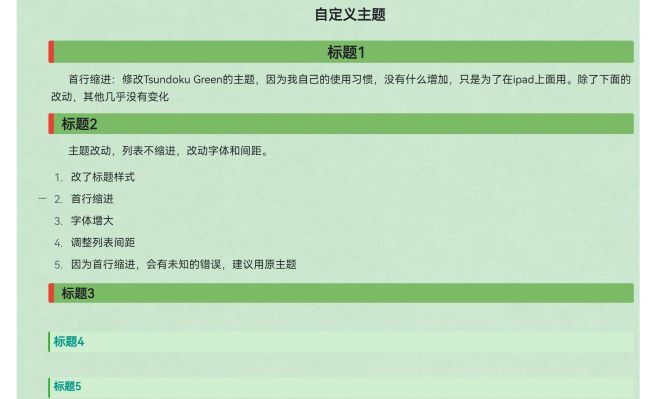 自定义主题
标题1
首行缩进：修改Tsundoku Green的主题，因为我自己的使用习惯，没有什么增加，只是为了在ipad上面用。除了下面的
改动，其他几乎没有变化
标题2
主题改动，列表不缩进，改动字体和间距。
1. 改了标题样式
2. 首行缩进
3. 字体增大
4. 调整列表间距
5. 因为首行缩进，会有未知的错误，建议用原主题
标题3
标题4
标题5